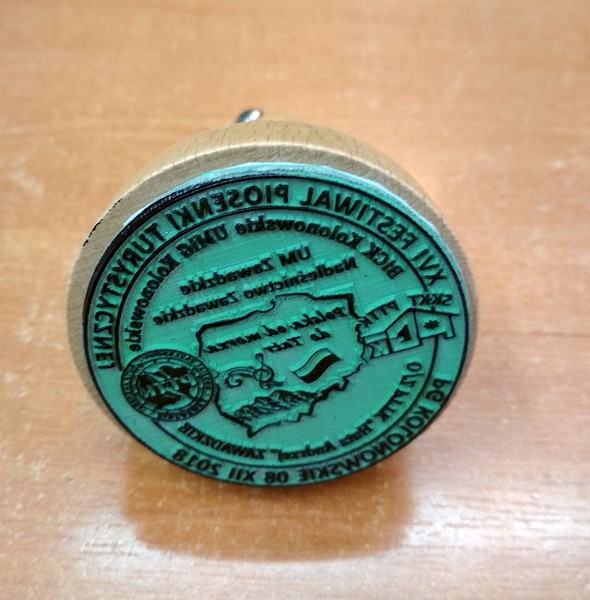 XVI FESTIWAL PIOSENKI TURYSTYCZNEJ
BICK Kolonowskie UMiG Kolonowskie
UM Zawadzkie
Nadleśnictwo Zawadzkie
SKKT
PTTK
Polska od morza
do Tatr
O/Z PTTK "Huta Andrzej" ZAWADZKIE
PG KOLONOWSKIE 08 XII 2018